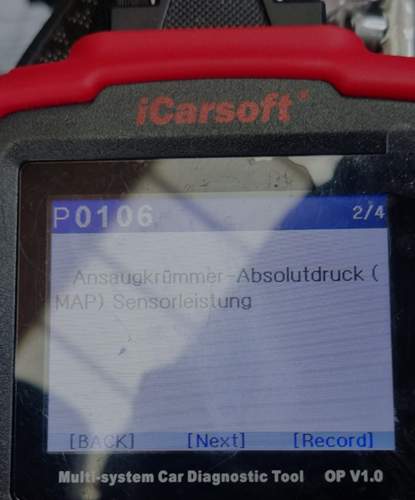 iCarsoft
P0106 2/4
Ansaugkrümmer-Absolutdruck (
MAP) Sensorleistung
[BACK] [Next] [Record]
Multi-system Car Diagnostic Tool OP V1.0